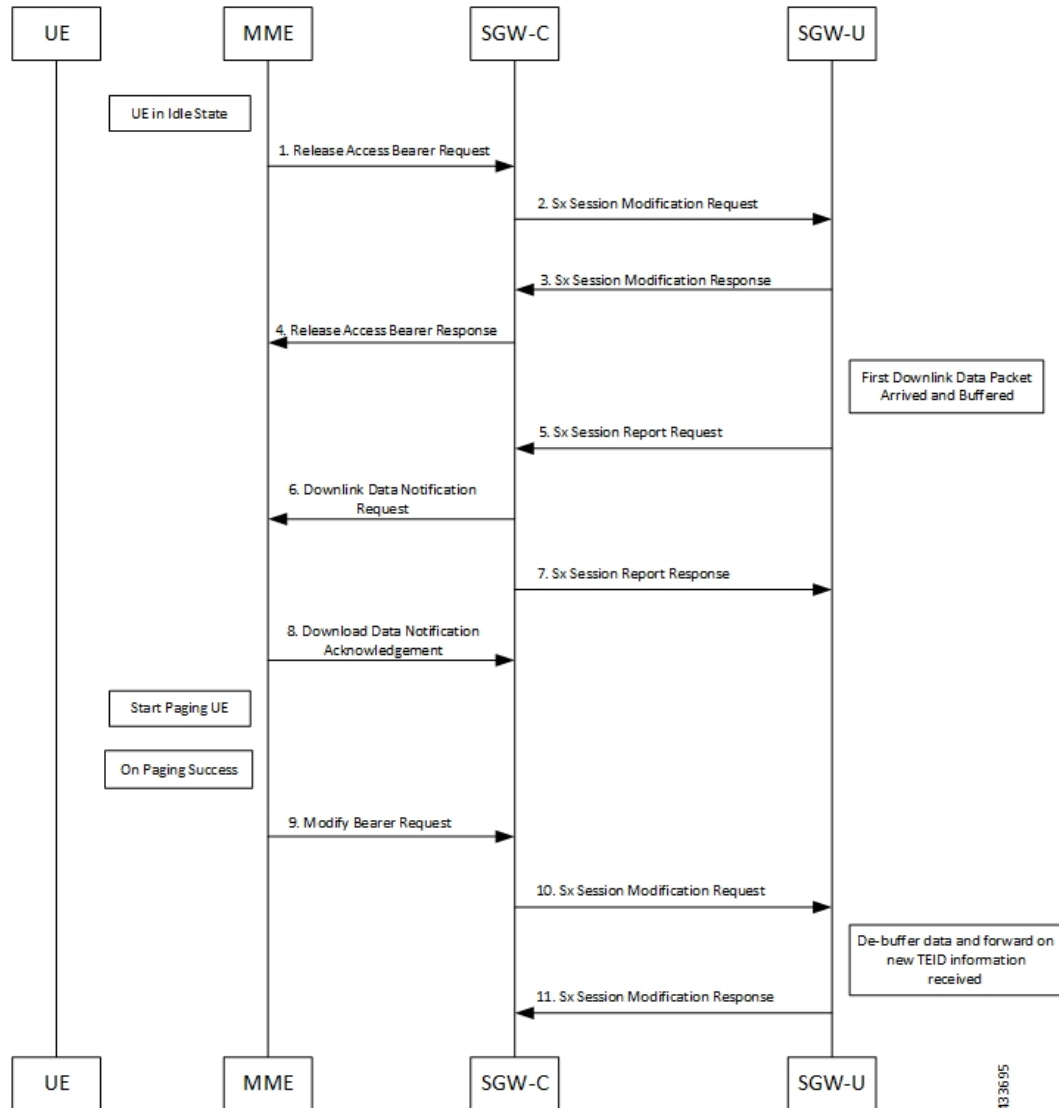 UE
MME
SGW-C
SGW-U
UE in Idle State
1. Release Access Bearer Request
2. Sx Session Modification Request
3. Sx Session Modification Response
4. Release Access Bearer Response
First Downlink Data Packet
Arrived and Buffered
5. Sx Session Report Request
6. Downlink Data Notification
Request
7. Sx Session Report Response
8. Download Data Notification
Acknowledgement
Start Paging UE
On Paging Success
9. Modify Bearer Request
10. Sx Session Modification Request
De-buffer data and forward on
new TEID information
received
11. Sx Session Modification Response
UE
MME
SGW-C
SGW-U
433695